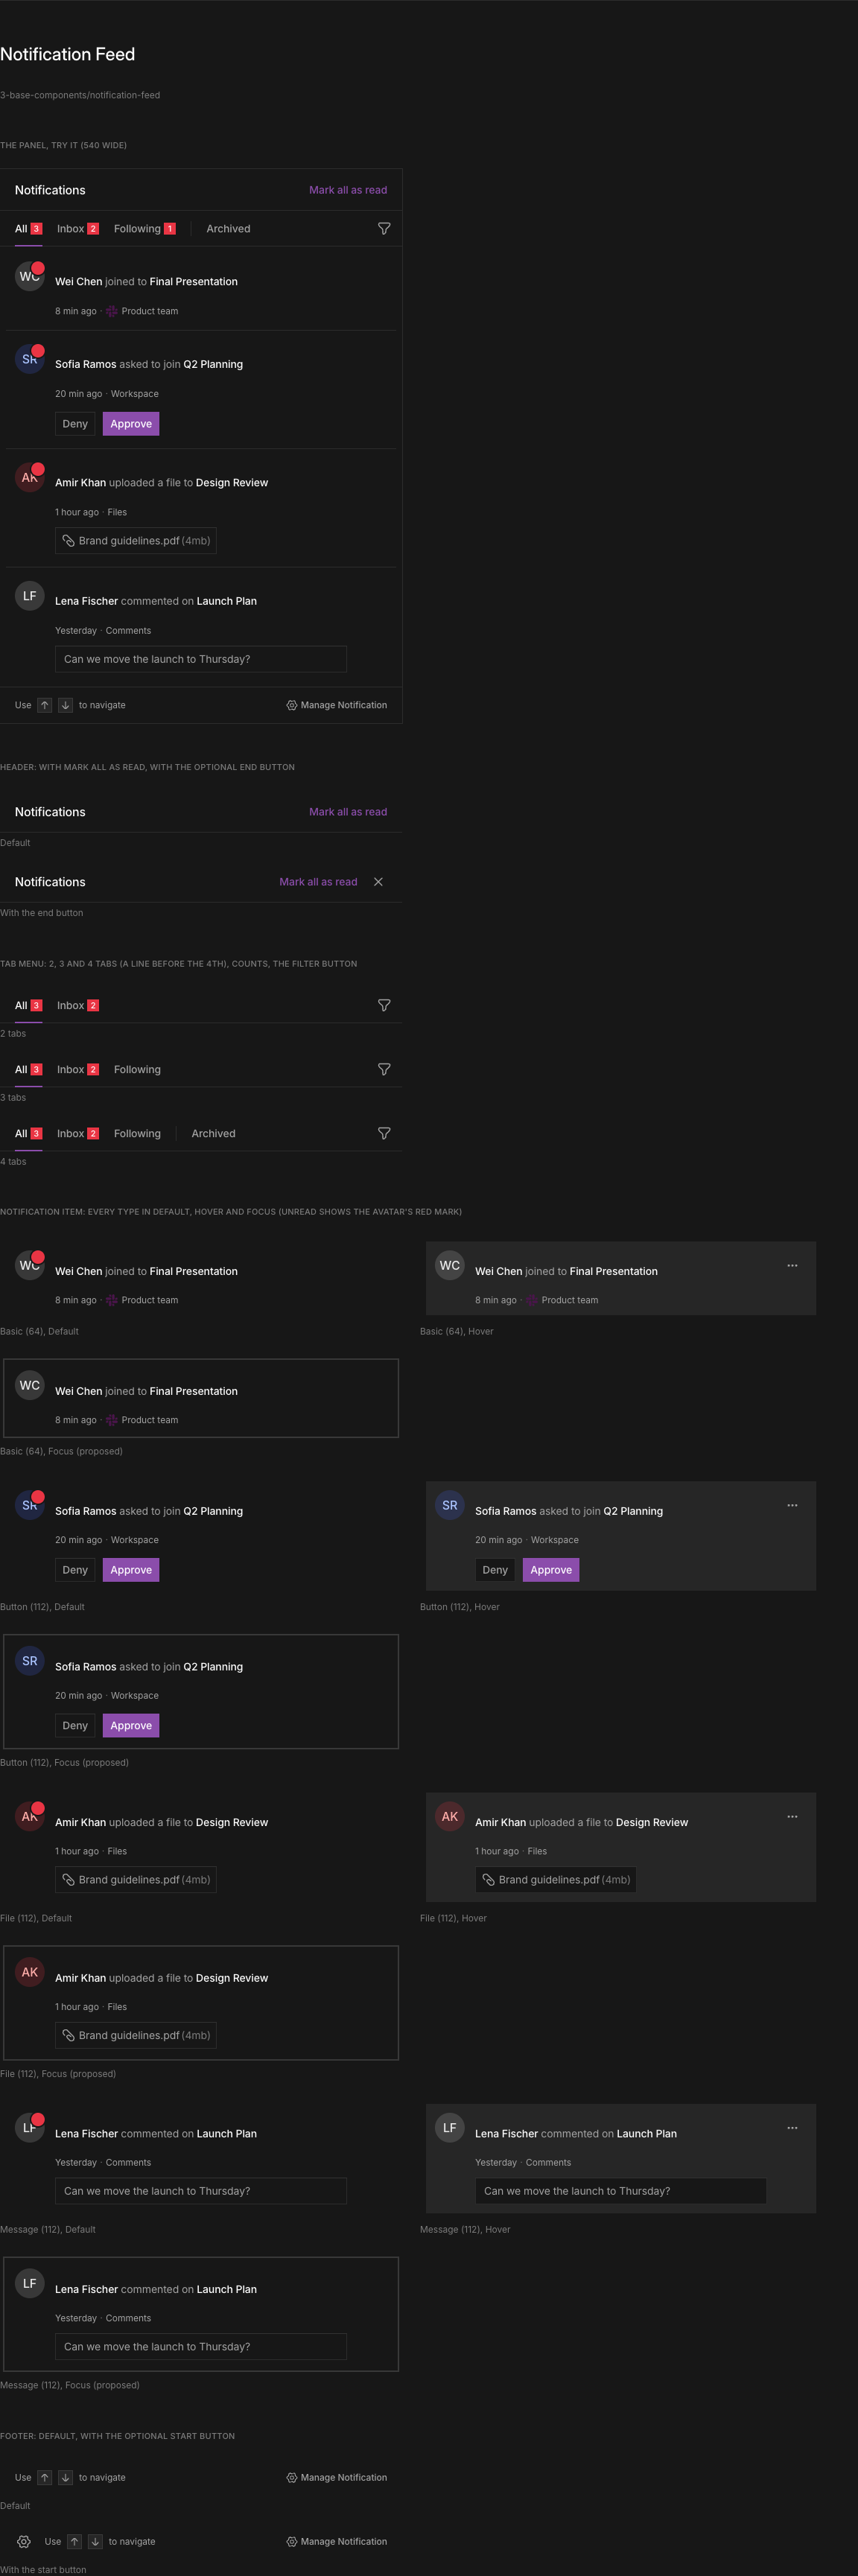 Notification Feed
3-base-components/notification-feed
THE PANEL, TRY IT (540 WIDE)
Notifications Mark all as read
All 3 Inbox 2 Following 1 Archived
WC
Wei Chen joined to Final Presentation
8 min ago · Product team
SR
Sofia Ramos asked to join Q2 Planning
20 min ago · Workspace
Deny Approve
AK
Amir Khan uploaded a file to Design Review
1 hour ago · Files
Brand guidelines.pdf (4mb)
LF
Lena Fischer commented on Launch Plan
Yesterday · Comments
Can we move the launch to Thursday?
Use ↑ ↓ to navigate Manage Notification
HEADER: WITH MARK ALL AS READ, WITH THE OPTIONAL END BUTTON
Notifications Mark all as read
Default
Notifications Mark all as read
With the end button
TAB MENU: 2, 3 AND 4 TABS (A LINE BEFORE THE 4TH), COUNTS, THE FILTER BUTTON
All 3 Inbox 2
2 tabs
All 3 Inbox 2 Following
3 tabs
All 3 Inbox 2 Following Archived
4 tabs
NOTIFICATION ITEM: EVERY TYPE IN DEFAULT, HOVER AND FOCUS (UNREAD SHOWS THE AVATAR'S RED MARK)
WC
Wei Chen joined to Final Presentation
8 min ago · Product team
Basic (64), Default
WC
Wei Chen joined to Final Presentation
8 min ago · Product team
Basic (64), Hover
WC
Wei Chen joined to Final Presentation
8 min ago · Product team
Basic (64), Focus (proposed)
SR
Sofia Ramos asked to join Q2 Planning
20 min ago · Workspace
Deny Approve
Button (112), Default
SR
Sofia Ramos asked to join Q2 Planning
20 min ago · Workspace
Deny Approve
Button (112), Hover
SR
Sofia Ramos asked to join Q2 Planning
20 min ago · Workspace
Deny Approve
Button (112), Focus (proposed)
AK
Amir Khan uploaded a file to Design Review
1 hour ago · Files
Brand guidelines.pdf (4mb)
File (112), Default
AK
Amir Khan uploaded a file to Design Review
1 hour ago · Files
Brand guidelines.pdf (4mb)
File (112), Hover
AK
Amir Khan uploaded a file to Design Review
1 hour ago · Files
Brand guidelines.pdf (4mb)
File (112), Focus (proposed)
LF
Lena Fischer commented on Launch Plan
Yesterday · Comments
Can we move the launch to Thursday?
Message (112), Default
LF
Lena Fischer commented on Launch Plan
Yesterday · Comments
Can we move the launch to Thursday?
Message (112), Hover
LF
Lena Fischer commented on Launch Plan
Yesterday · Comments
Can we move the launch to Thursday?
Message (112), Focus (proposed)
FOOTER: DEFAULT, WITH THE OPTIONAL START BUTTON
Use ↑ ↓ to navigate Manage Notification
Default
Use ↑ ↓ to navigate Manage Notification
With the start button